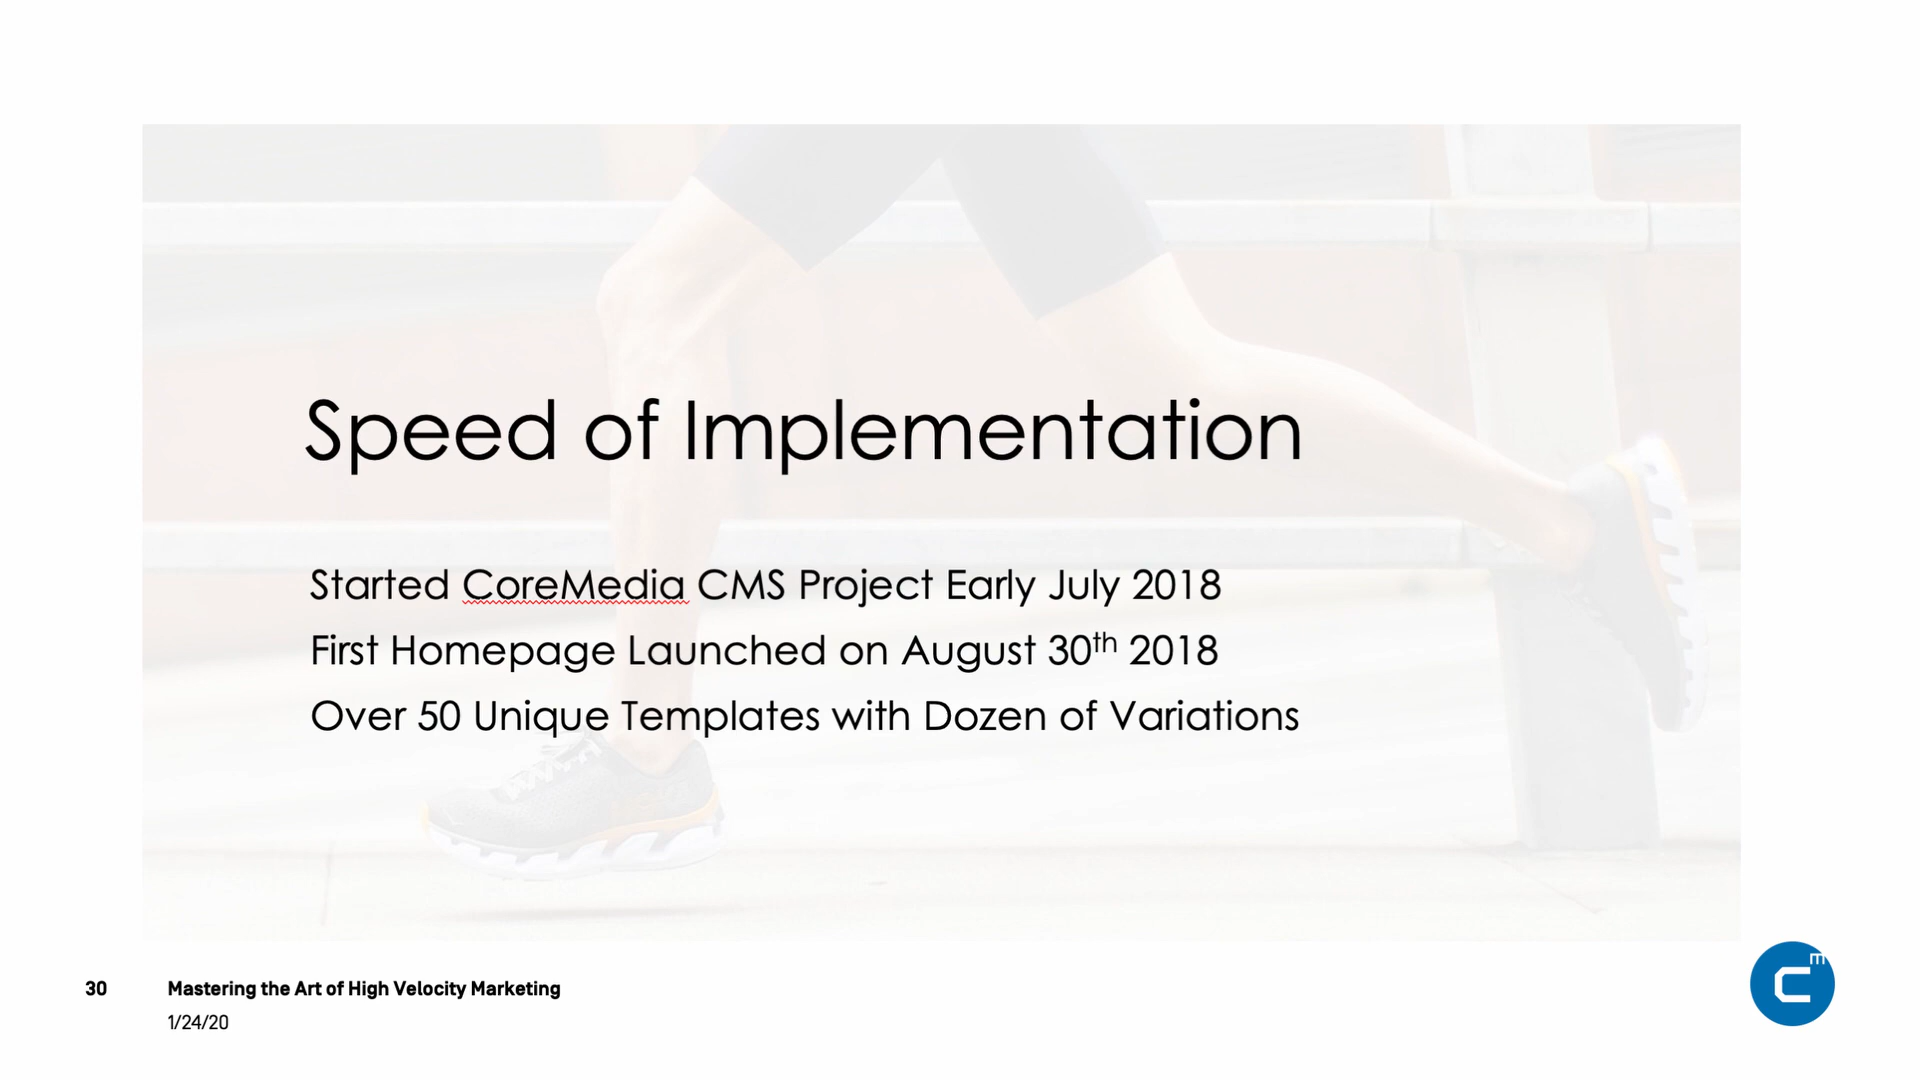 Speed of Implementation
Started CoreMedia CMS Project Early July 2018
First Homepage Launched on August 30th 2018
Over 50 Unique Templates with Dozen of Variations
30 Mastering the Art of High Velocity Marketing
1/24/20
C m